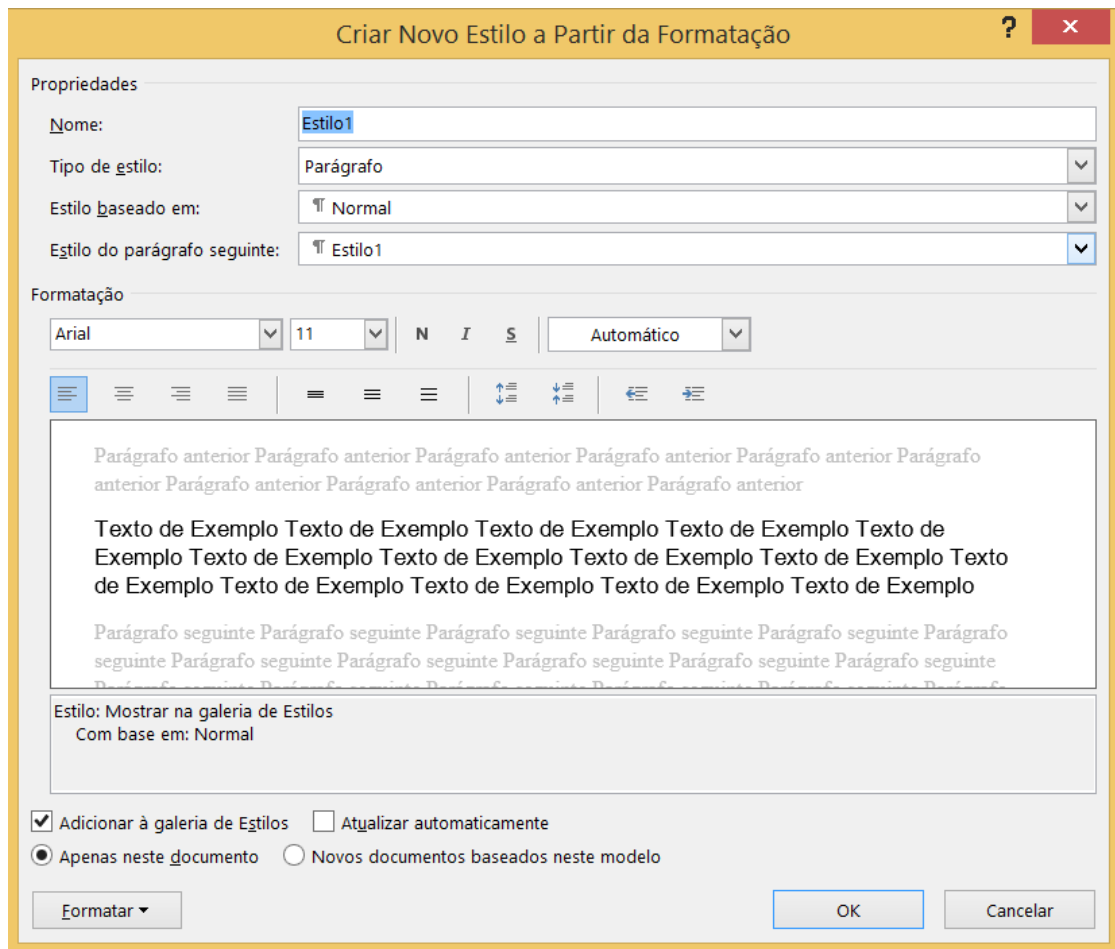 Criar Novo Estilo a Partir da Formatação ?
Propriedades
Nome: Estilo1
Tipo de estilo: Parágrafo
Estilo baseado em: ¶ Normal
Estilo do parágrafo seguinte: ¶ Estilo1
Formatação
Arial 11 N I S Automático
Parágrafo anterior Parágrafo anterior Parágrafo anterior Parágrafo anterior Parágrafo anterior Parágrafo
anterior Parágrafo anterior Parágrafo anterior Parágrafo anterior Parágrafo anterior
Texto de Exemplo Texto de Exemplo Texto de Exemplo Texto de Exemplo Texto de
Exemplo Texto de Exemplo Texto de Exemplo Texto de Exemplo Texto de Exemplo Texto
de Exemplo Texto de Exemplo Texto de Exemplo Texto de Exemplo Texto de Exemplo
Parágrafo seguinte Parágrafo seguinte Parágrafo seguinte Parágrafo seguinte Parágrafo seguinte Parágrafo
seguinte Parágrafo seguinte Parágrafo seguinte Parágrafo seguinte Parágrafo seguinte
Estilo: Mostrar na galeria de Estilos
Com base em: Normal
Adicionar à galeria de Estilos Atualizar automaticamente
Apenas neste documento Novos documentos baseados neste modelo
Formatar OK Cancelar